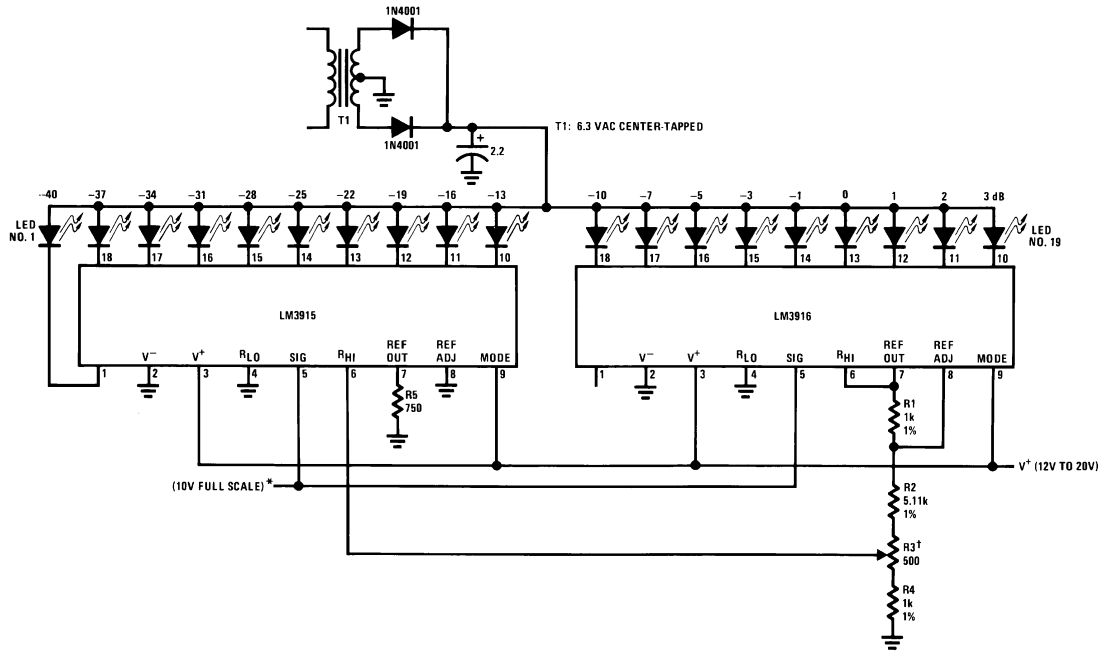 1N4001
T1
1N4001
T1: 6.3 VAC CENTER-TAPPED
+
2.2
–40 –37 –34 –31 –28 –25 –22 –19 –16 –13 –10 –7 –5 –3 –1 0 1 2 3 dB
LED
NO. 1
LED
NO. 19
18 17 16 15 14 13 12 11 10
18 17 16 15 14 13 12 11 10
LM3915
LM3916
V– V+ RLO SIG RHI REF OUT REF ADJ MODE
1 2 3 4 5 6 7 8 9
V– V+ RLO SIG RHI REF OUT REF ADJ MODE
1 2 3 4 5 6 7 8 9
R5
750
R1
1k
1%
V+ (12V TO 20V)
(10V FULL SCALE)*
R2
5.11k
1%
R3†
500
R4
1k
1%